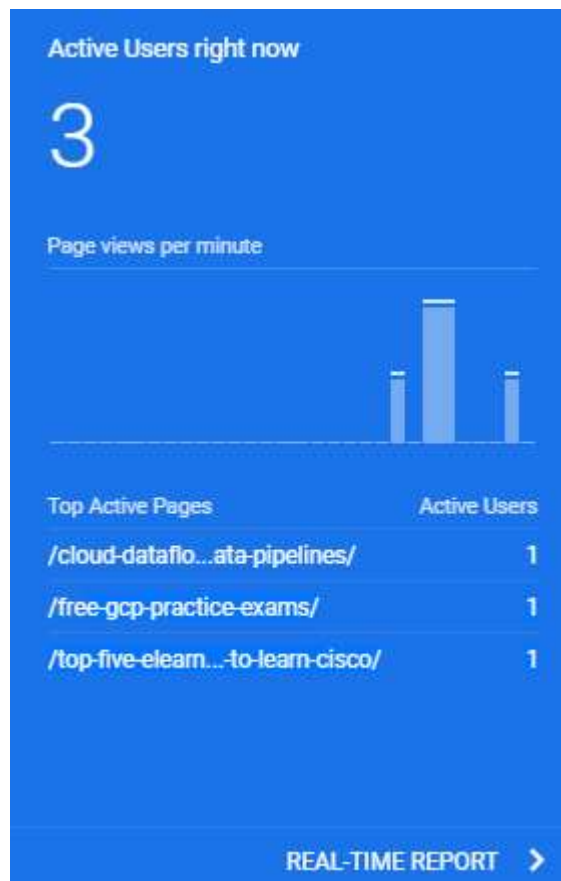 Active Users right now
3
Page views per minute
Top Active Pages Active Users
/cloud-dataflo...ata-pipelines/ 1
/free-gcp-practice-exams/ 1
/top-five-elearn...-to-learn-cisco/ 1
REAL-TIME REPORT